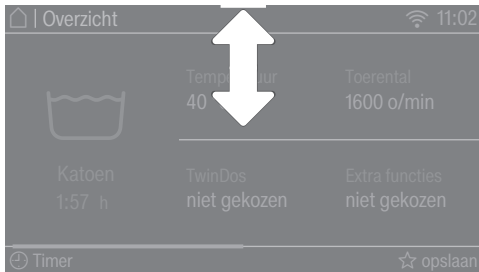 | Overzicht 11:02
Toerental
40 1600 o/min
Katoen
1:57 h
TwinDos Extra functies
niet gekozen niet gekozen
Timer opslaan